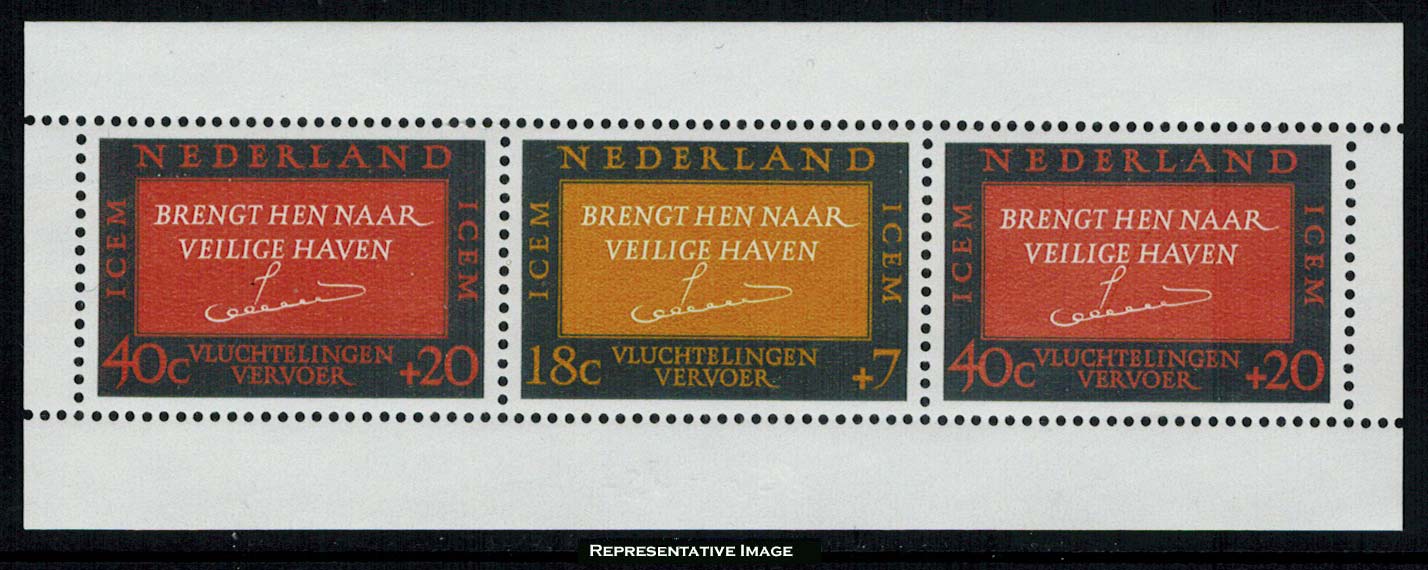 NEDERLAND
ICEM
BRENGT HEN NAAR
VEILIGE HAVEN
ICEM
40c VLUCHTELINGEN VERVOER +20
NEDERLAND
ICEM
BRENGT HEN NAAR
VEILIGE HAVEN
ICEM
18c VLUCHTELINGEN VERVOER +7
NEDERLAND
ICEM
BRENGT HEN NAAR
VEILIGE HAVEN
ICEM
40c VLUCHTELINGEN VERVOER +20
REPRESENTATIVE IMAGE